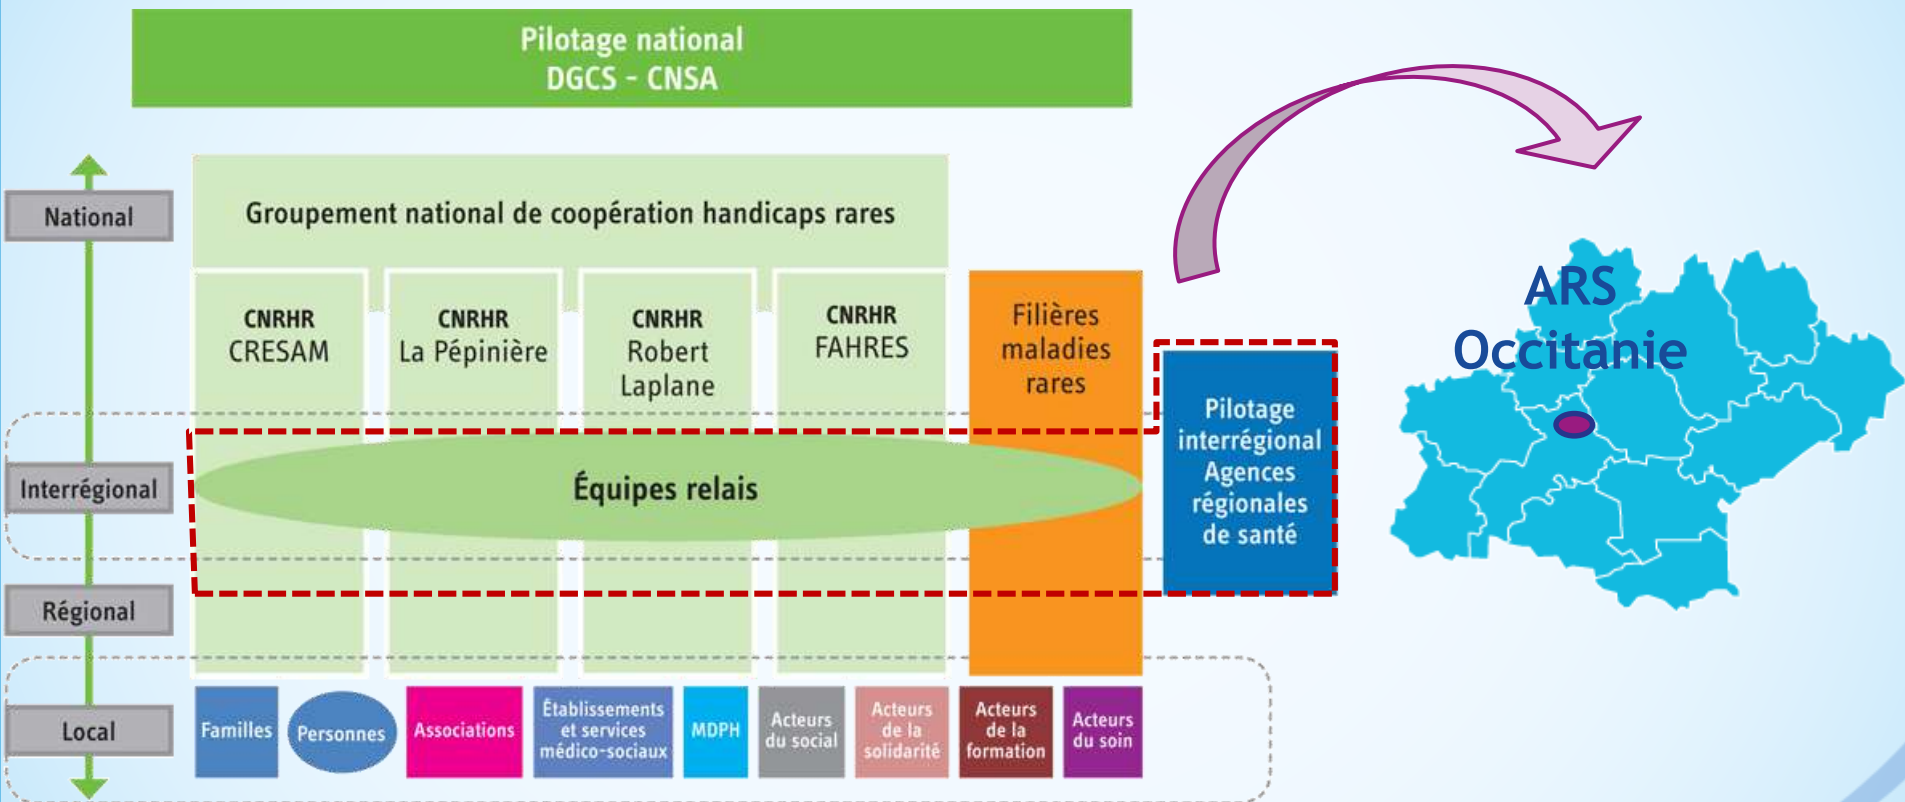 Pilotage national
DGCS - CNSA
National
Groupement national de coopération handicaps rares
CNRHR
CRESAM
CNRHR
La Pépinière
CNRHR
Robert
Laplane
CNRHR
FAHRES
Filières
maladies
rares
ARS
Occitanie
Pilotage
interrégional
Agences
régionales
de santé
Interrégional
Équipes relais
Régional
Local
Familles
Personnes
Associations
Établissements
et services
médico-sociaux
MDPH
Acteurs
du social
Acteurs
de la
solidarité
Acteurs
de la
formation
Acteurs
du soin